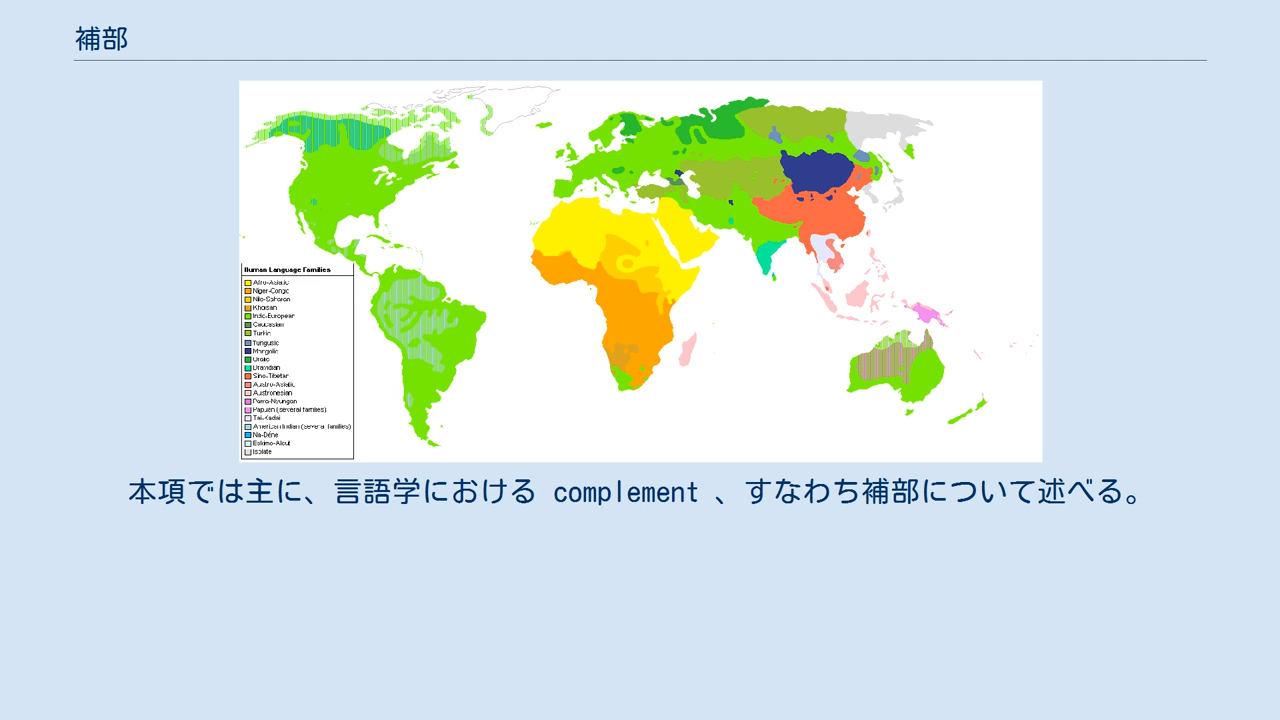 補部
Human Language Families
Afro-Asiatic
Niger-Congo
Nilo-Saharan
Khoisan
Indo-European
Caucasian
Turkic
Tungusic
Mongolic
Uralic
Dravidian
Sino-Tibetan
Austro-Asiatic
Austronesian
Pama-Nyungan
Papuan (several families)
Tai-Kadai
American Indian (several families)
Na-Dené
Eskimo-Aleut
Isolate
本項では主に、言語学における complement 、すなわち補部について述べる。